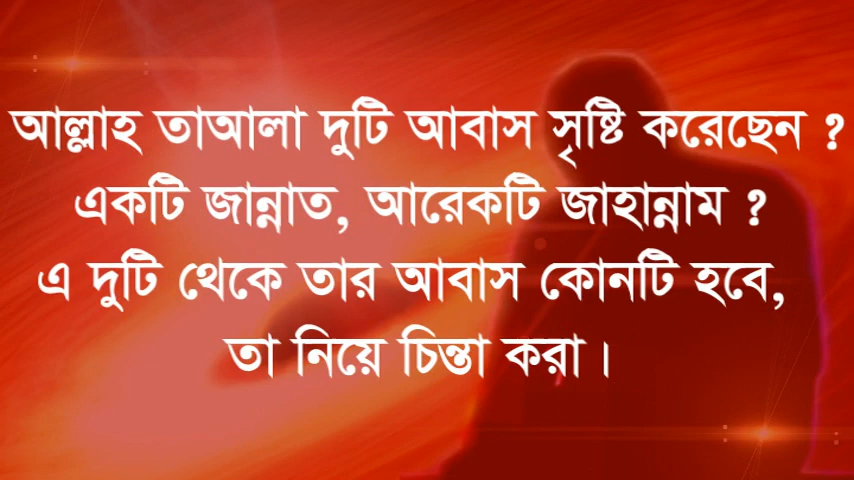 আল্লাহ তাআলা দুটি আবাস সৃষ্টি করেছেন ?
একটি জান্নাত, আরেকটি জাহান্নাম ?
এ দুটি থেকে তার আবাস কোনটি হবে,
তা নিয়ে চিন্তা করা।